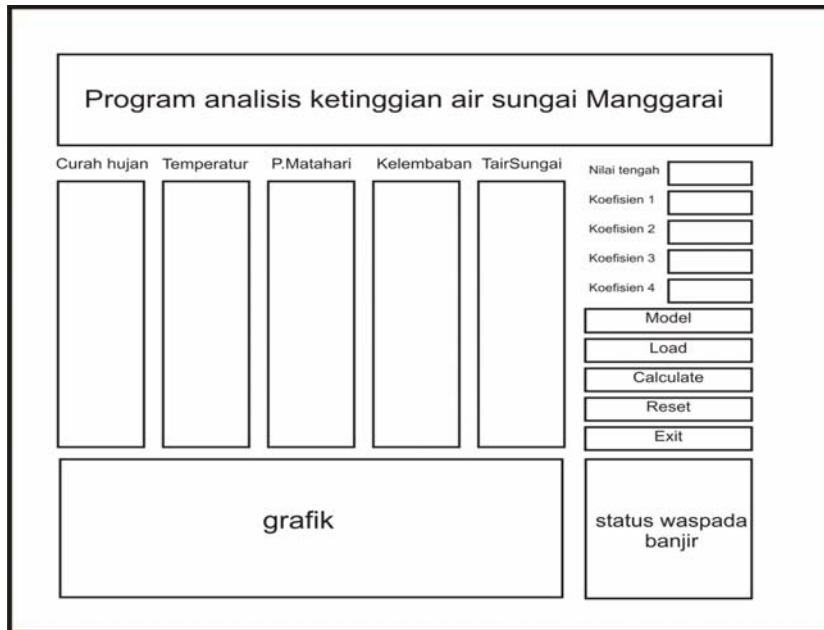 Program analisis ketinggian air sungai Manggarai
Curah hujan Temperatur P.Matahari Kelembaban TairSungai
Nilai tengah
Koefisien 1
Koefisien 2
Koefisien 3
Koefisien 4
Model
Load
Calculate
Reset
Exit
grafik
status waspada
banjir